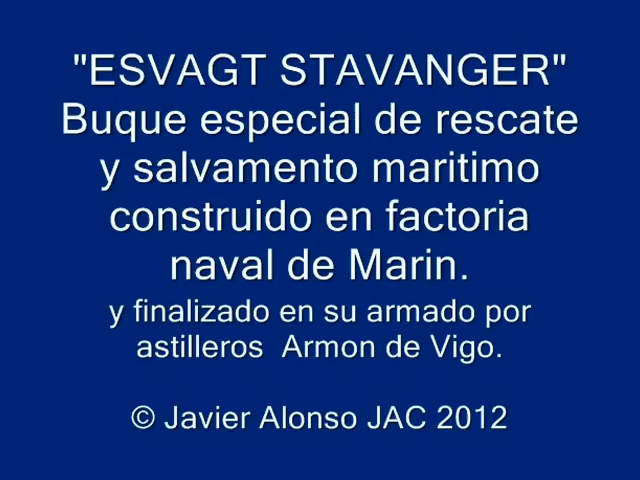 "ESVAGT STAVANGER"
Buque especial de rescate
y salvamento maritimo
construido en factoria
naval de Marin.
y finalizado en su armado por
astilleros  Armon de Vigo.
© Javier Alonso JAC 2012